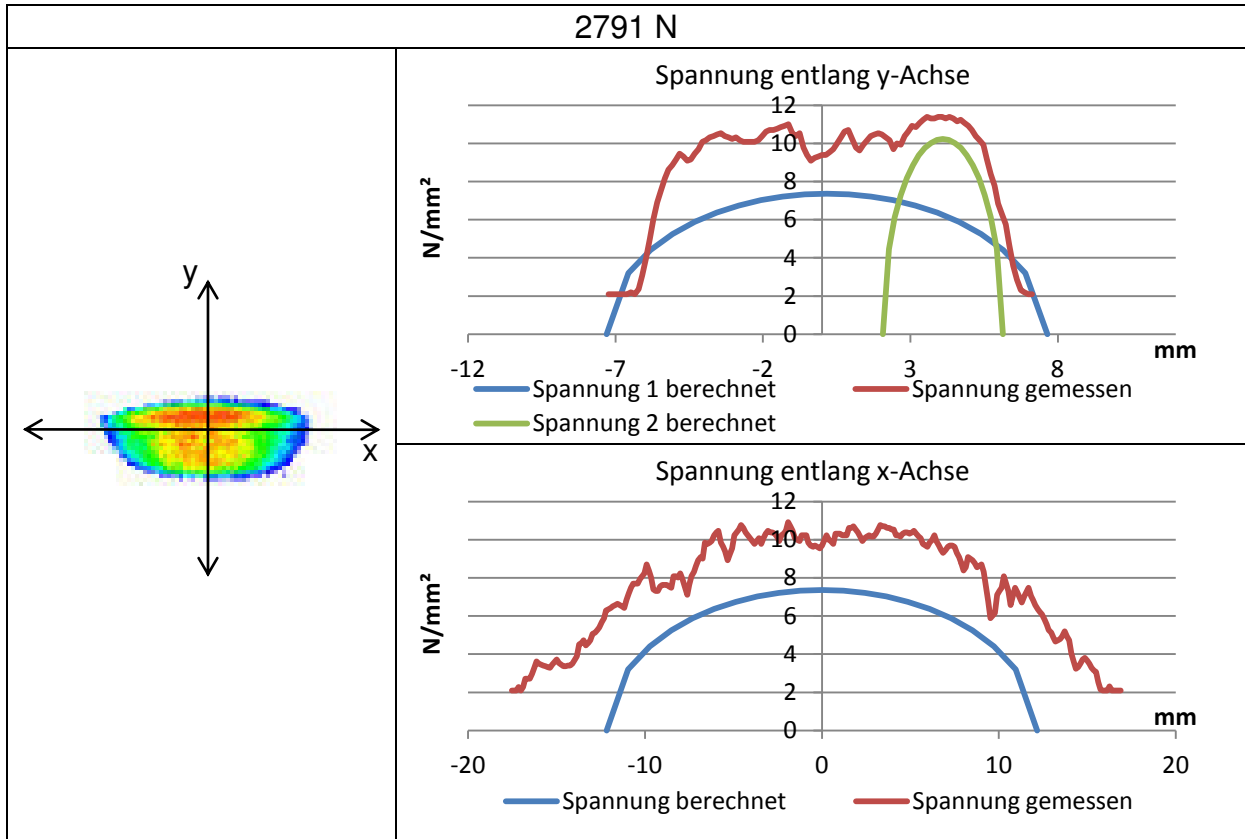 2791 N
y
x
Spannung entlang y-Achse
N/mm²
12
10
8
6
4
2
0
-12 -7 -2 3 8
mm
Spannung 1 berechnet Spannung gemessen
Spannung 2 berechnet
Spannung entlang x-Achse
N/mm²
12
10
8
6
4
2
0
mm
-20 -10 0 10 20
Spannung berechnet Spannung gemessen